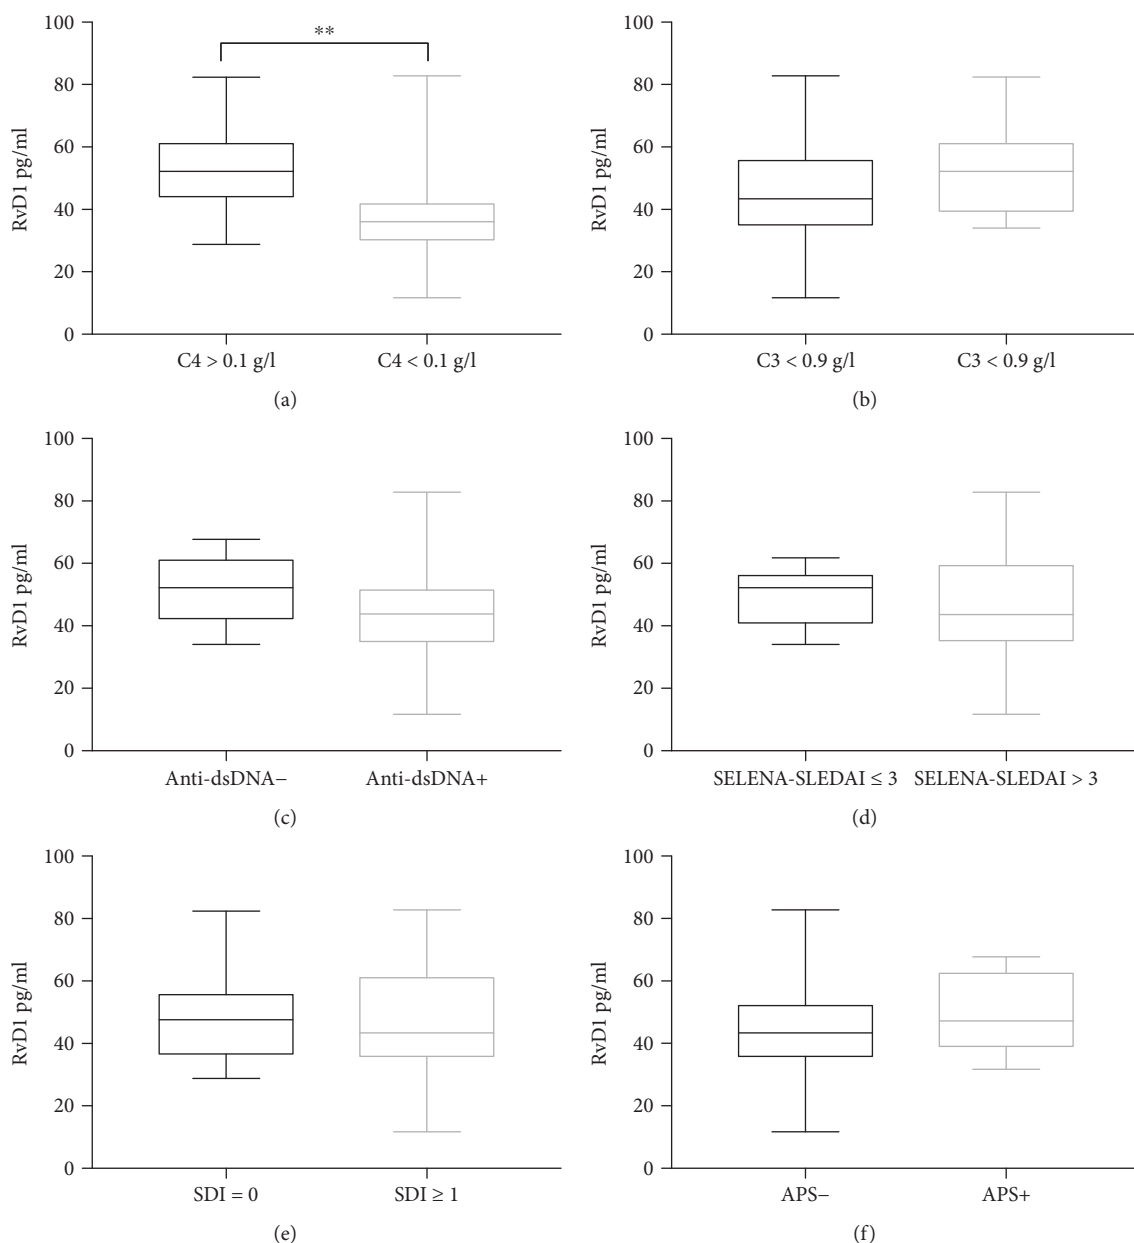 100
80
60
40
20
0
RvD1 pg/ml
**
C4 > 0.1 g/l
C4 < 0.1 g/l
(a)
100
80
60
40
20
0
RvD1 pg/ml
C3 < 0.9 g/l
C3 < 0.9 g/l
(b)
100
80
60
40
20
0
RvD1 pg/ml
Anti-dsDNA−
Anti-dsDNA+
(c)
100
80
60
40
20
0
RvD1 pg/ml
SELENA-SLEDAI ≤ 3
SELENA-SLEDAI > 3
(d)
100
80
60
40
20
0
RvD1 pg/ml
SDI = 0
SDI ≥ 1
(e)
100
80
60
40
20
0
RvD1 pg/ml
APS−
APS+
(f)